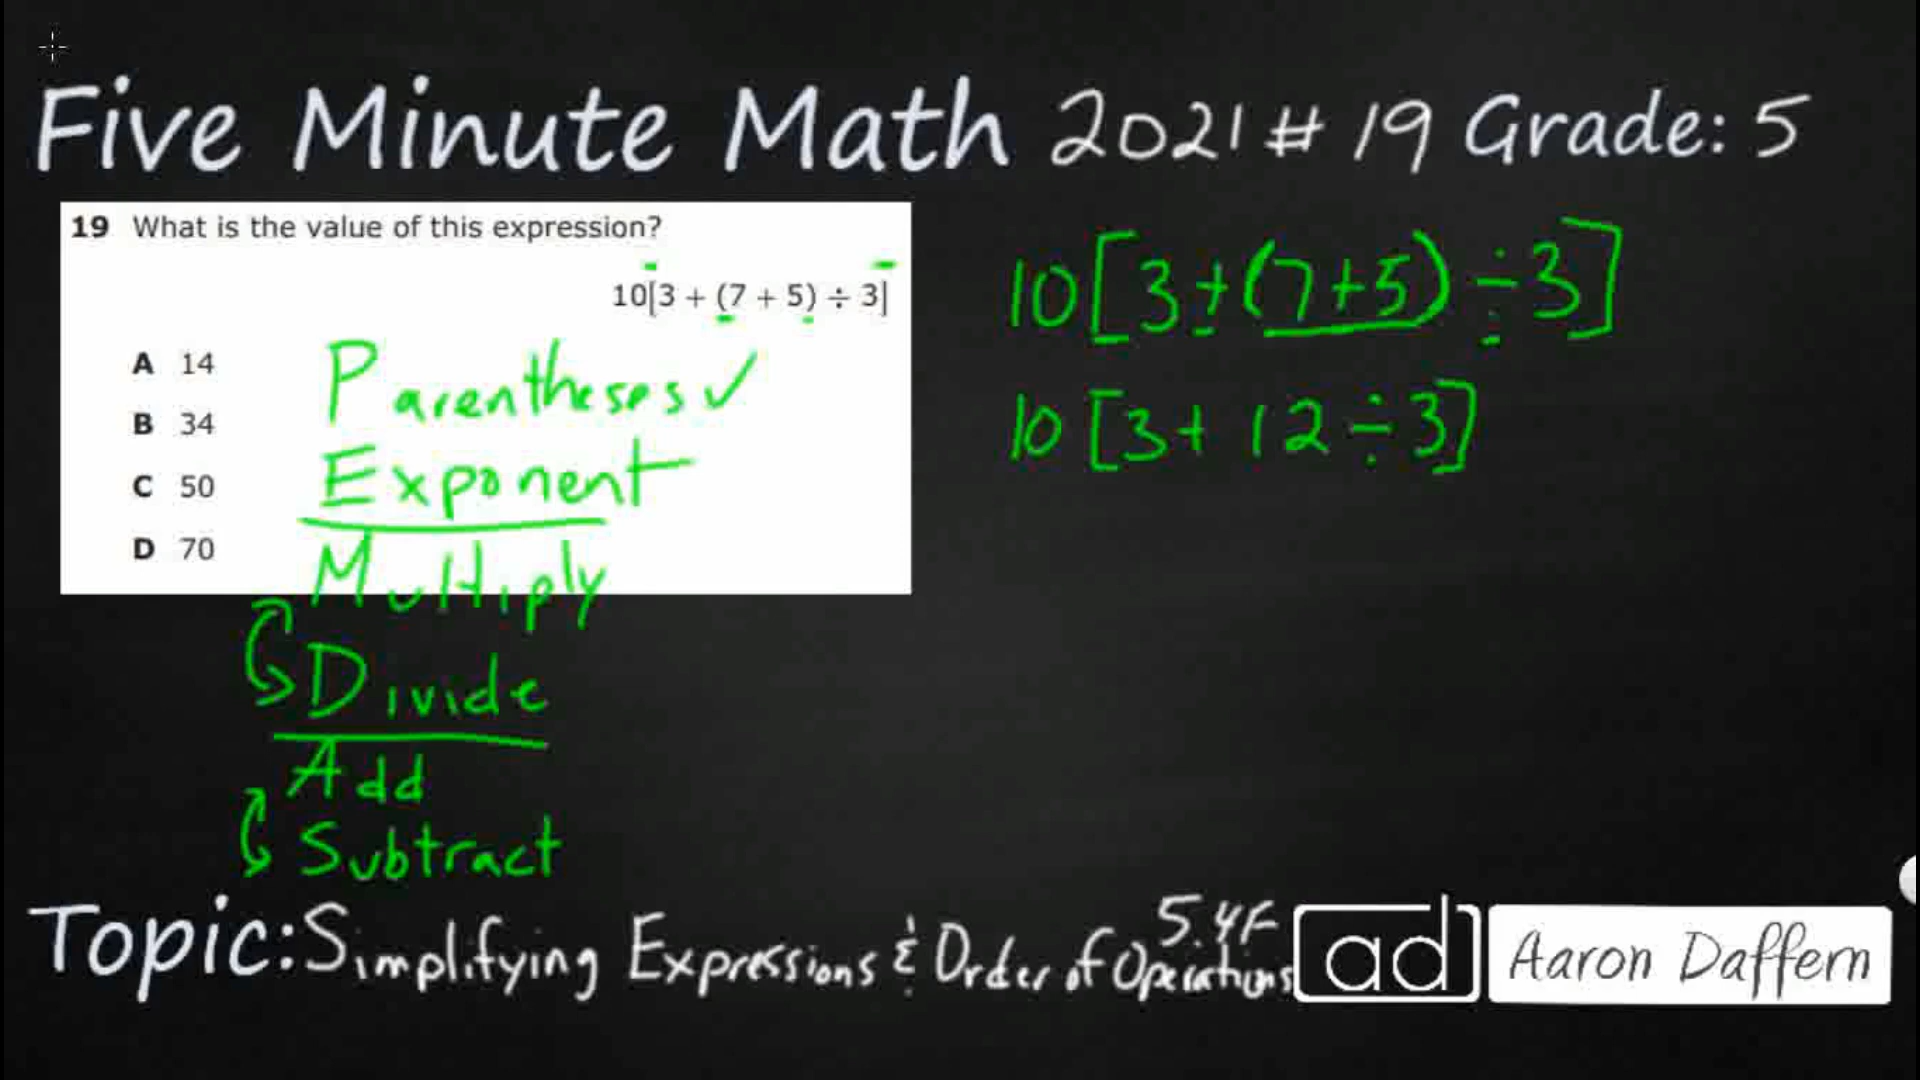 Five Minute Math 2021 # 19 Grade: 5
19 What is the value of this expression?
10[3 + (7 + 5) ÷ 3]
A 14
B 34
C 50
D 70
Parentheses ✓
Exponent
Multiply
Divide
Add
Subtract
10[3+(7+5)÷3]
10[3+12÷3]
Topic: Simplifying Expressions & Order of Operations
5.4F
ad
Aaron Daffern